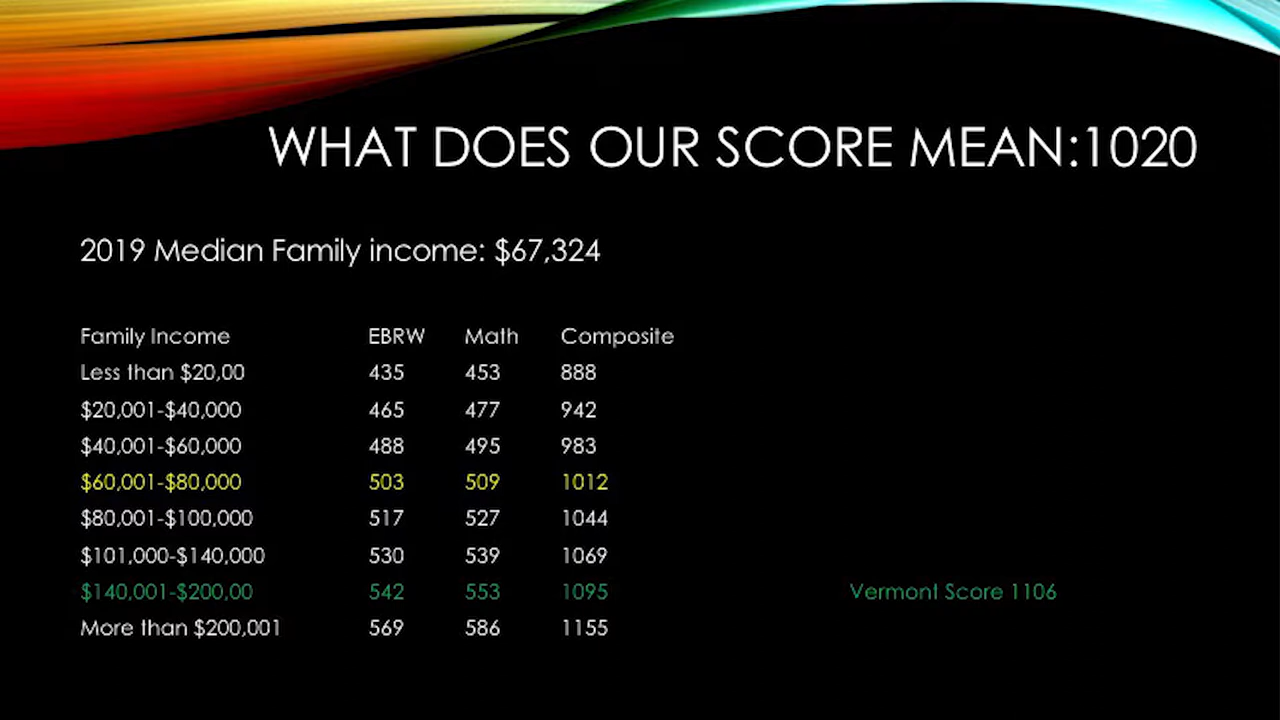 WHAT DOES OUR SCORE MEAN:1020
2019 Median Family income: $67,324
Family Income EBRW Math Composite
Less than $20,00 435 453 888
$20,001-$40,000 465 477 942
$40,001-$60,000 488 495 983
$60,001-$80,000 503 509 1012
$80,001-$100,000 517 527 1044
$101,000-$140,000 530 539 1069
$140,001-$200,00 542 553 1095 Vermont Score 1106
More than $200,001 569 586 1155